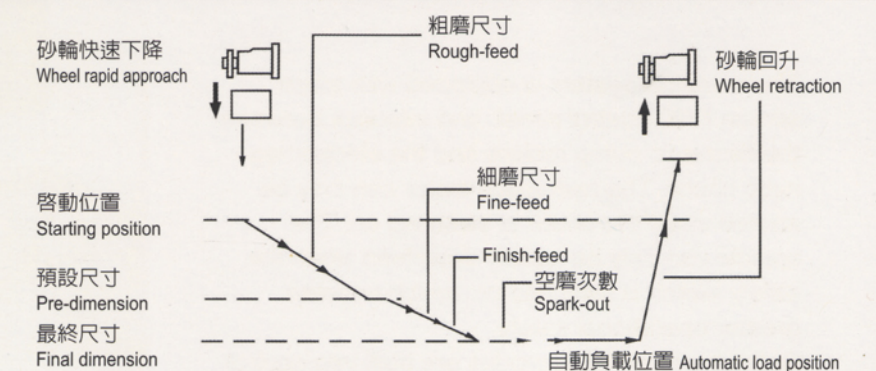 粗磨尺寸
Rough-feed
砂輪快速下降
Wheel rapid approach
砂輪回升
Wheel retraction
細磨尺寸
Fine-feed
啓動位置
Starting position
Finish-feed
預設尺寸
Pre-dimension
空磨次數
Spark-out
最終尺寸
Final dimension
自動負載位置 Automatic load position